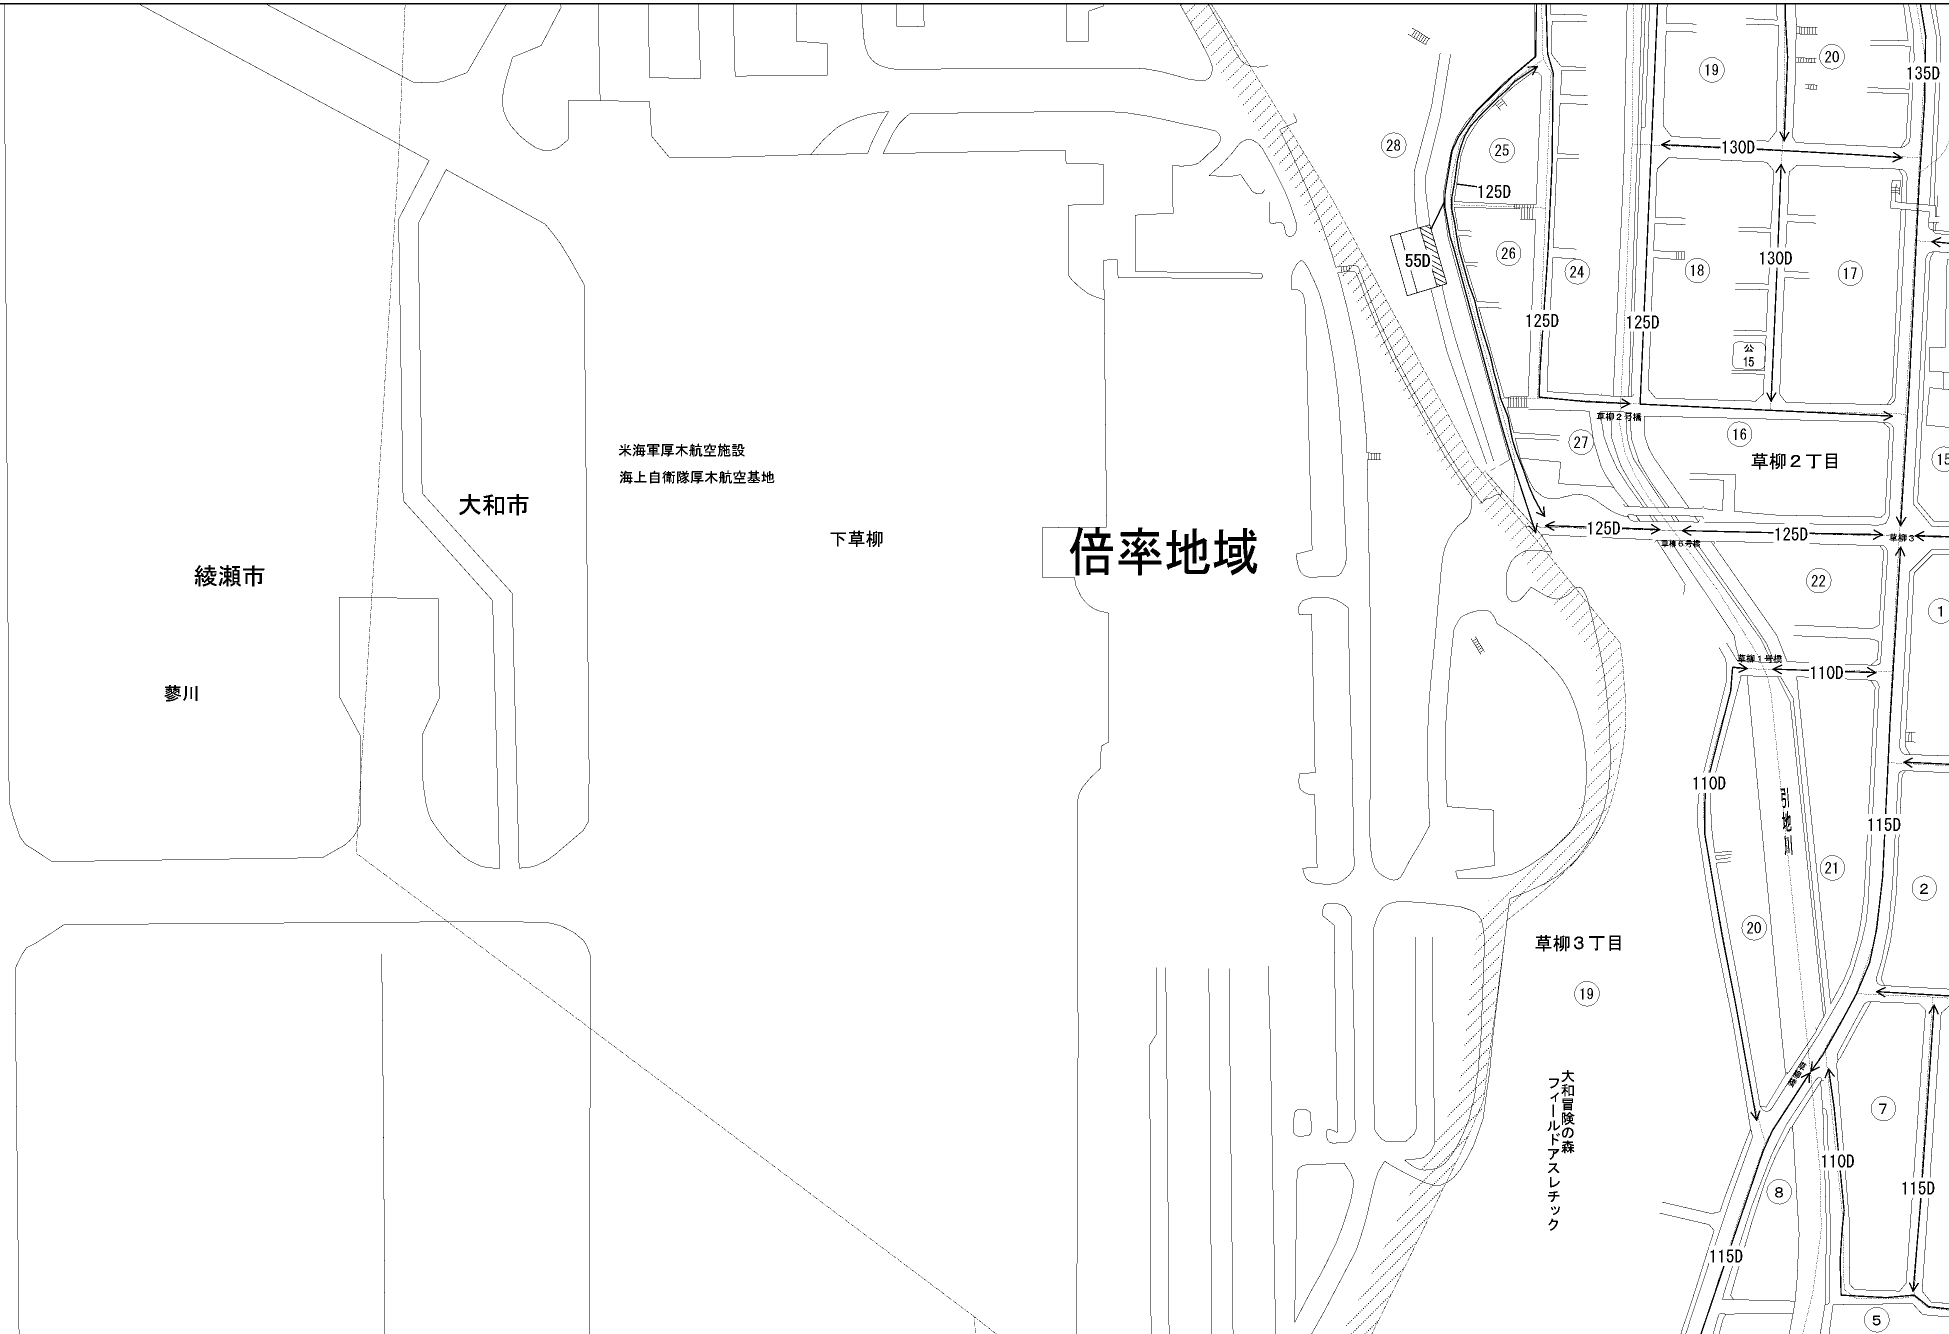 135D
20
19
28
25
130D
125D
55D
26
24
18
130D
17
125D
125D
公
15
草柳2号橋
27
16
草柳2丁目
15
米海軍厚木航空施設
海上自衛隊厚木航空基地
大和市
下草柳
倍率地域
125D
125D
草柳3
綾瀬市
22
1
蓼川
草柳1号橋
110D
110D
引地川
115D
21
2
20
草柳3丁目
19
草柳橋
大和冒険の森
フィールドアスレチック
7
110D
8
115D
115D
5